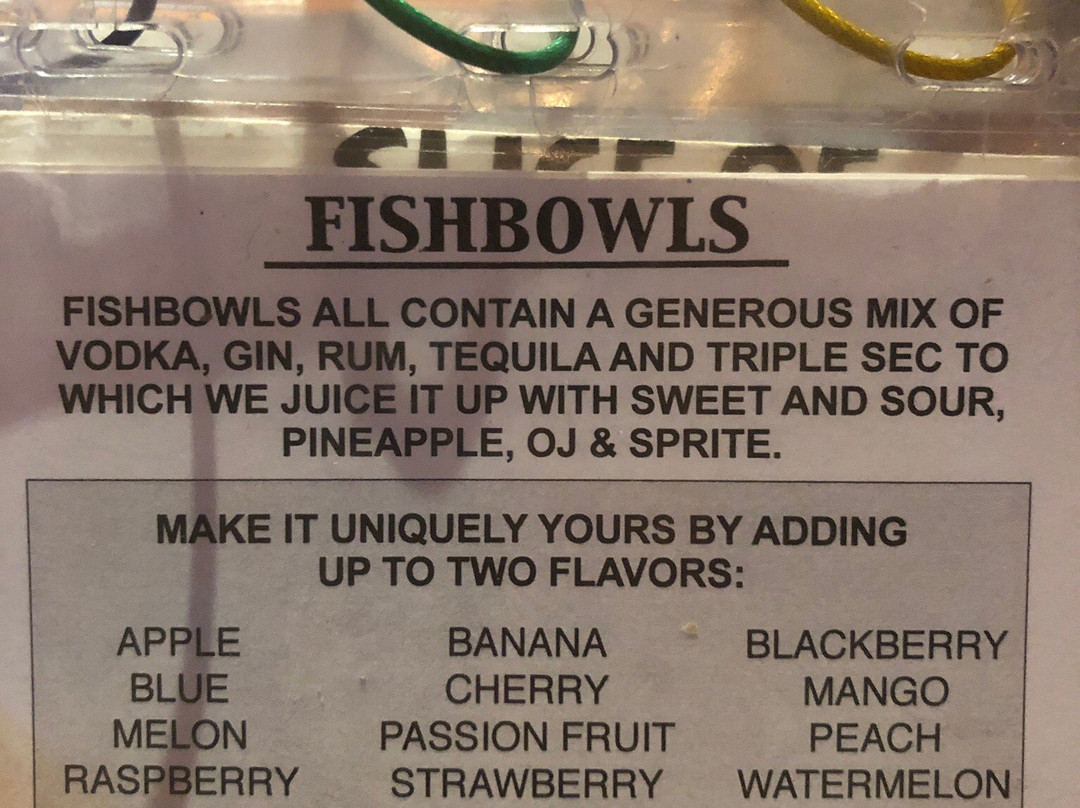 FISHBOWLS
FISHBOWLS ALL CONTAIN A GENEROUS MIX OF
VODKA, GIN, RUM, TEQUILA AND TRIPLE SEC TO
WHICH WE JUICE IT UP WITH SWEET AND SOUR,
PINEAPPLE, OJ & SPRITE.
MAKE IT UNIQUELY YOURS BY ADDING
UP TO TWO FLAVORS:
APPLE BANANA BLACKBERRY
BLUE CHERRY MANGO
MELON PASSION FRUIT PEACH
RASPBERRY STRAWBERRY WATERMELON